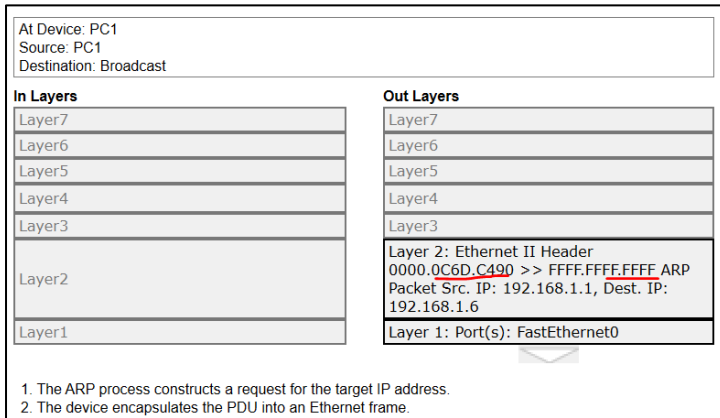 At Device: PC1
Source: PC1
Destination: Broadcast
In Layers
Out Layers
Layer7
Layer7
Layer6
Layer6
Layer5
Layer5
Layer4
Layer4
Layer3
Layer3
Layer2
Layer 2: Ethernet II Header
0000.0C6D.C490 >> FFFF.FFFF.FFFF ARP
Packet Src. IP: 192.168.1.1, Dest. IP:
192.168.1.6
Layer1
Layer 1: Port(s): FastEthernet0
1. The ARP process constructs a request for the target IP address.
2. The device encapsulates the PDU into an Ethernet frame.